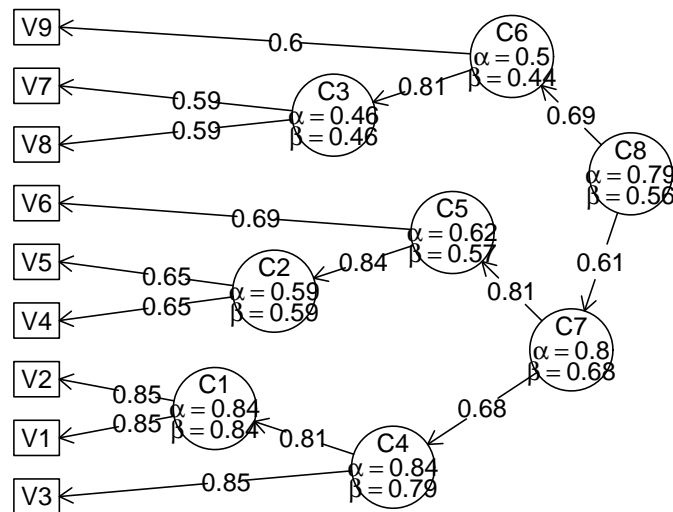 V9
0.6
C6
α = 0.5
β = 0.44
V7
0.59
C3
α = 0.46
β = 0.46
0.81
V8
0.59
0.69
C8
α = 0.79
β = 0.56
V6
0.69
C5
α = 0.62
β = 0.57
V5
0.65
C2
α = 0.59
β = 0.59
0.84
0.61
V4
0.65
0.81
C7
α = 0.8
β = 0.68
V2
0.85
C1
α = 0.84
β = 0.84
0.68
V1
0.85
0.81
C4
α = 0.84
β = 0.79
V3
0.85